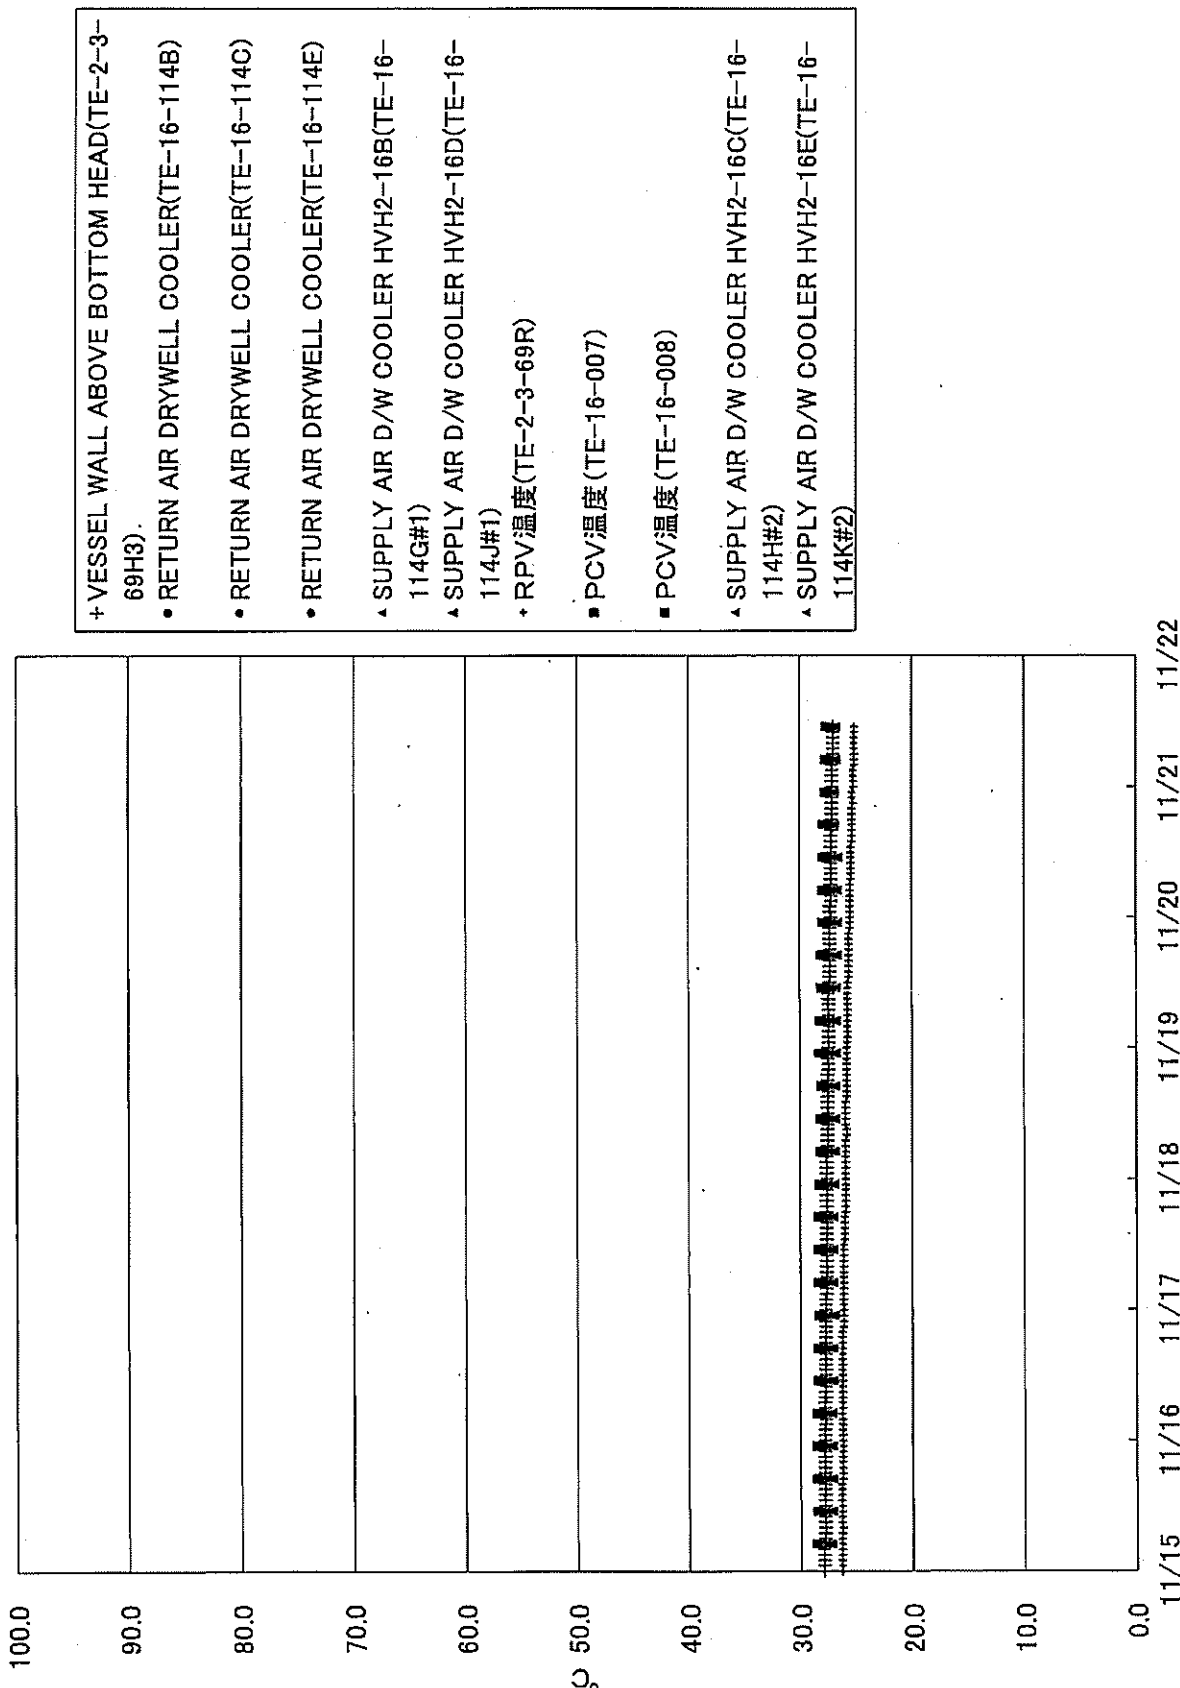 100.0
90.0
80.0
70.0
60.0
50.0
40.0
30.0
20.0
10.0
0.0
℃
11/15
11/16
11/17
11/18
11/19
11/20
11/21
11/22
+ VESSEL WALL ABOVE BOTTOM HEAD(TE-2-3-
69H3).
● RETURN AIR DRYWELL COOLER(TE-16-114B)
● RETURN AIR DRYWELL COOLER(TE-16-114C)
● RETURN AIR DRYWELL COOLER(TE-16-114E)
▲ SUPPLY AIR D/W COOLER HVH2-16B(TE-16-
114G#1)
▲ SUPPLY AIR D/W COOLER HVH2-16D(TE-16-
114J#1)
+ RPV温度(TE-2-3-69R)
■ PCV温度(TE-16-007)
■ PCV温度(TE-16-008)
▲ SUPPLY AIR D/W COOLER HVH2-16C(TE-16-
114H#2)
▲ SUPPLY AIR D/W COOLER HVH2-16E(TE-16-
114K#2)